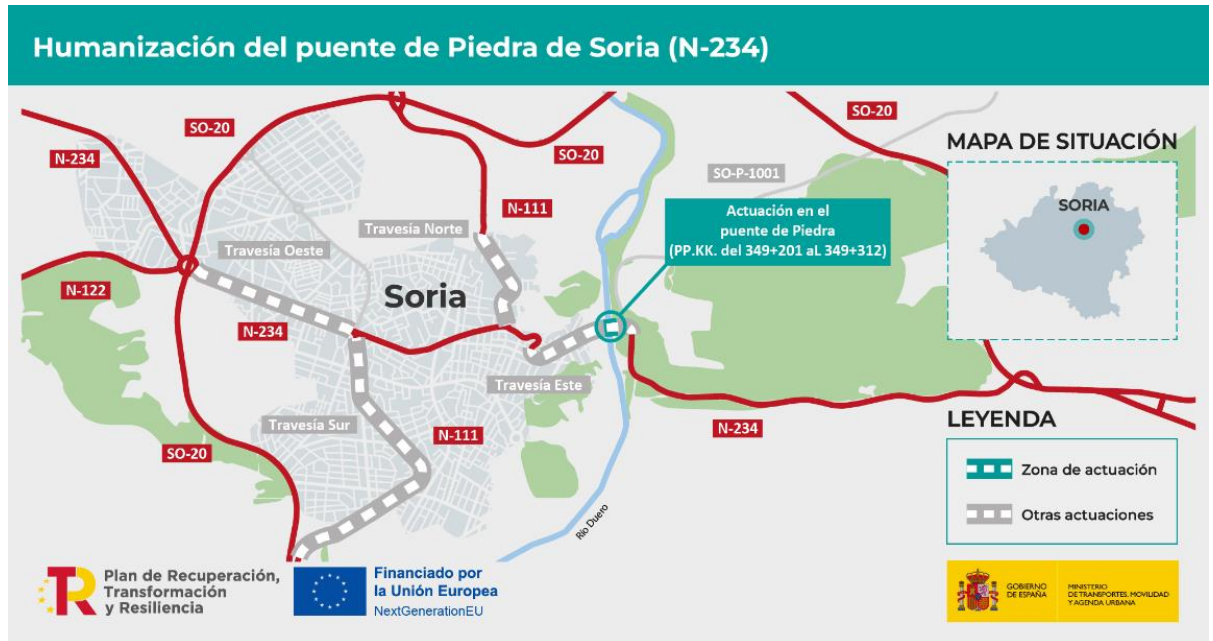 Humanización del puente de Piedra de Soria (N-234)
SO-20
SO-20
N-234
SO-20
MAPA DE SITUACIÓN
SO-P-1001
SORIA
N-111
Actuación en el
puente de Piedra
(PP.KK. del 349+201 aL 349+312)
Travesía Norte
Travesía Oeste
N-122
Soria
N-234
Travesía Este
LEYENDA
Travesía Sur
N-111
N-234
SO-20
Zona de actuación
Otras actuaciones
Río Duero
TR
Plan de Recuperación,
Transformación
y Resiliencia
Financiado por
la Unión Europea
NextGenerationEU
GOBIERNO
DE ESPAÑA
MINISTERIO
DE TRANSPORTES, MOVILIDAD
Y AGENDA URBANA